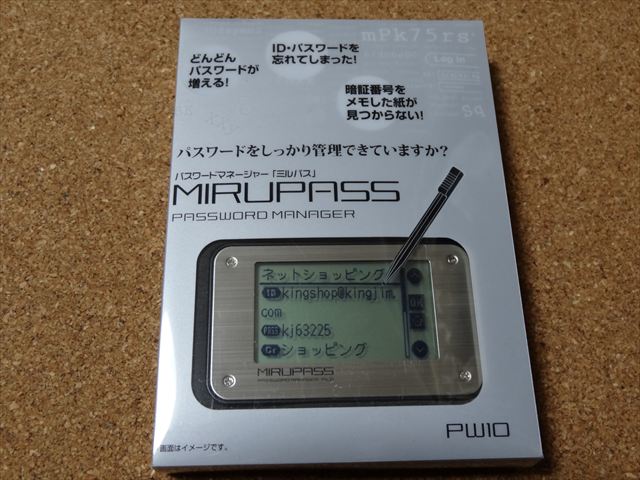 mPk75rs
Log in
Sq
どんどん
パスワードが
増える!
ID・パスワードを
忘れてしまった!
暗証番号を
メモした紙が
見つからない!
パスワードをしっかり管理できていますか?
パスワードマネージャー「ミルパス」
MIRUPASS
PASSWORD MANAGER
ネットショッピング
ID kingshop@kingjim.
com
PASS kj63225
Gr ショッピング
OK
MIRUPASS
PASSWORD MANAGER PW10
PW10
画面はイメージです。